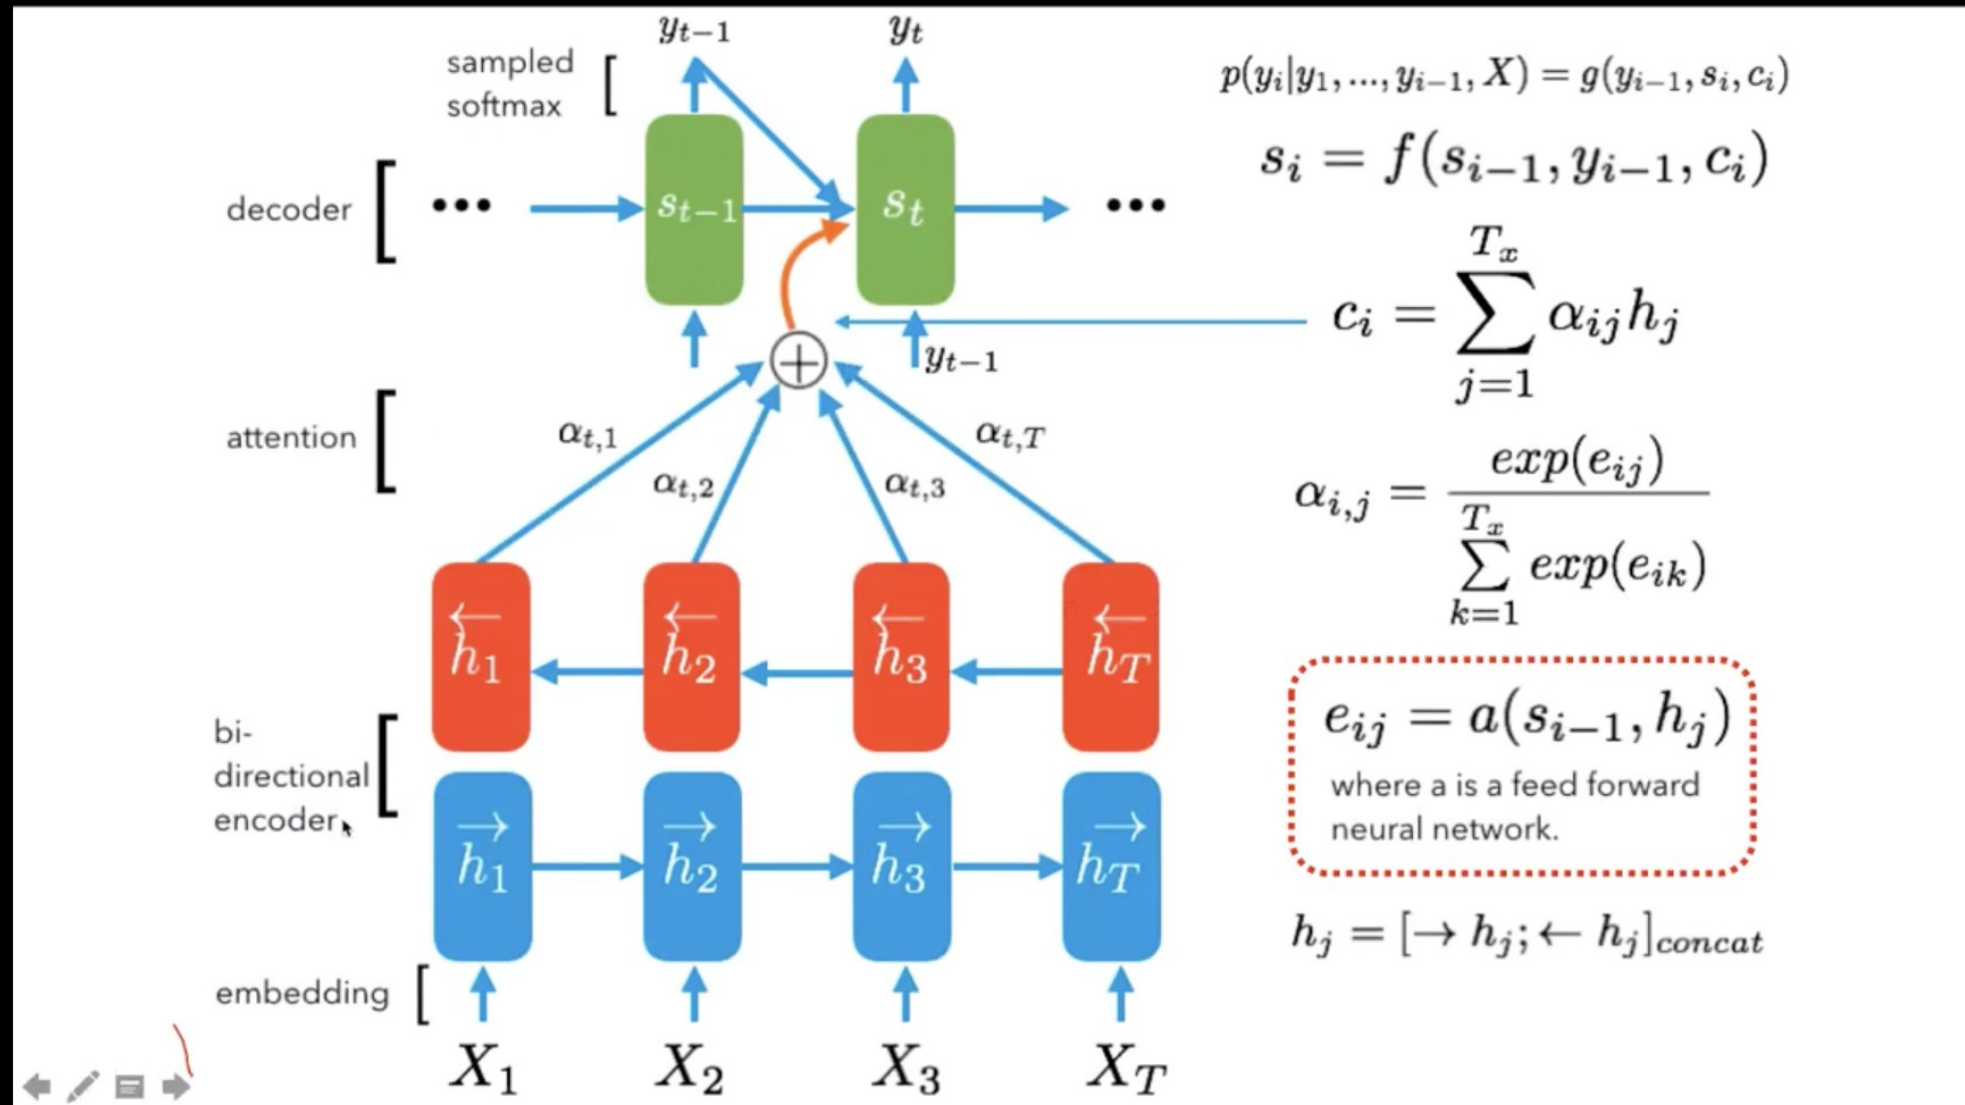 y_{t-1}
y_t
sampled
softmax
decoder
•••
s_{t-1}
s_t
•••
y_{t-1}
attention
α_{t,1}
α_{t,2}
α_{t,3}
α_{t,T}
←h_1
←h_2
←h_3
←h_T
bi-
directional
encoder
→h_1
→h_2
→h_3
→h_T
embedding
X_1
X_2
X_3
X_T
p(y_i|y_1, ..., y_{i-1}, X) = g(y_{i-1}, s_i, c_i)
s_i = f(s_{i-1}, y_{i-1}, c_i)
c_i = ∑_{j=1}^{T_x} α_{ij} h_j
α_{i,j} = exp(e_{ij}) / ∑_{k=1}^{T_x} exp(e_{ik})
e_{ij} = a(s_{i-1}, h_j)
where a is a feed forward
neural network.
h_j = [→ h_j; ← h_j]_{concat}